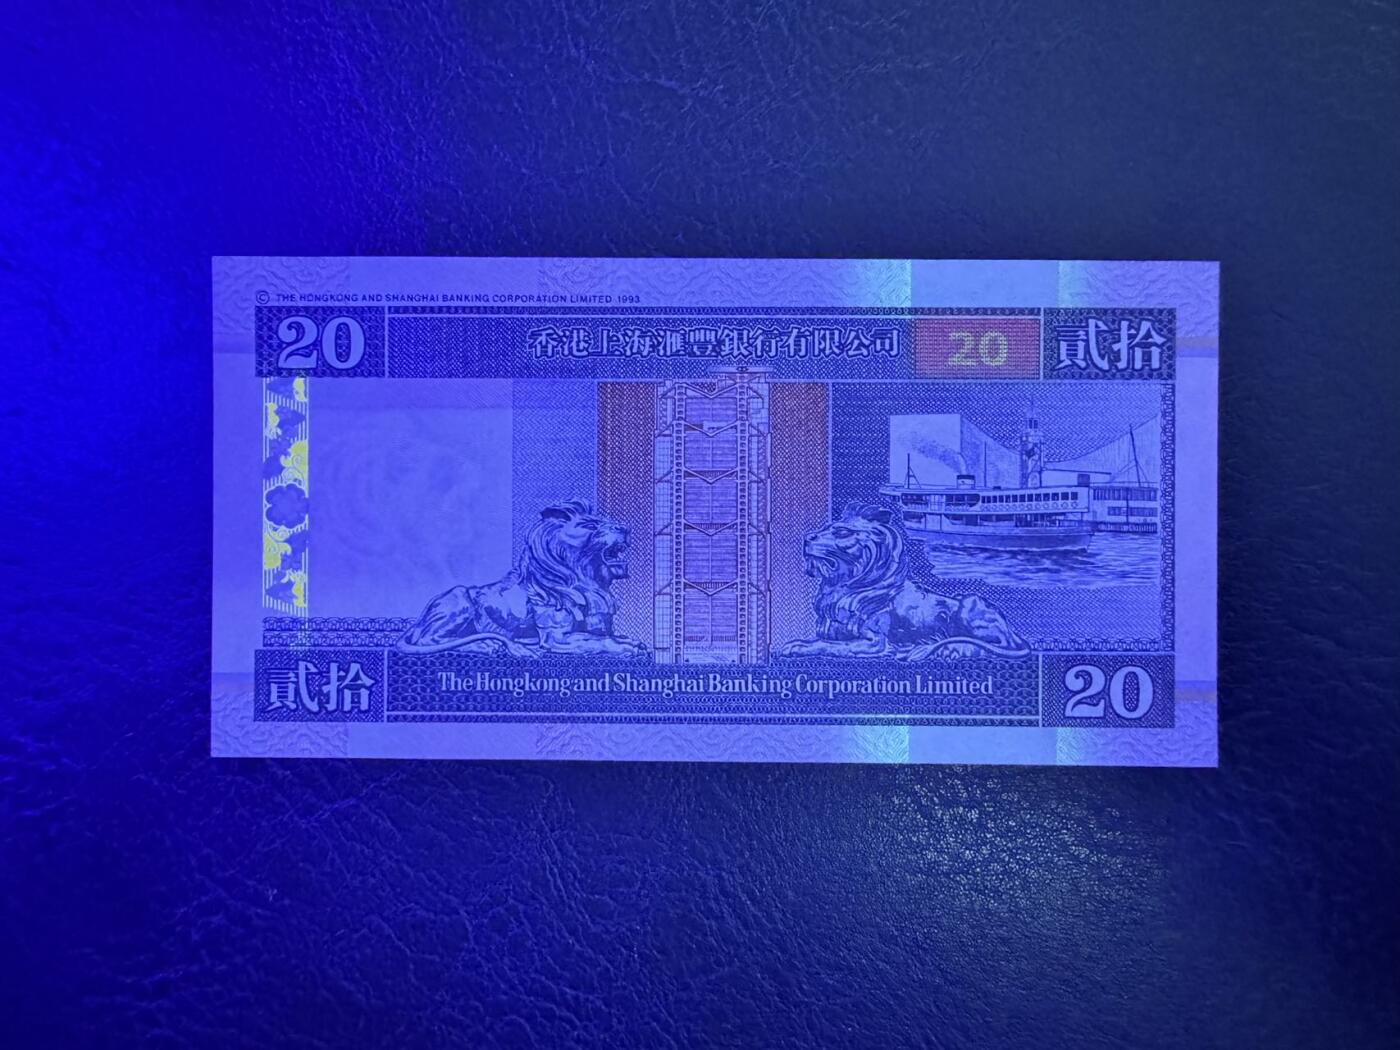 © THE HONGKONG AND SHANGHAI BANKING CORPORATION LIMITED 1993
20 香港上海滙豐銀行有限公司 20 貳拾
貳拾 The Hongkong and Shanghai Banking Corporation Limited 20